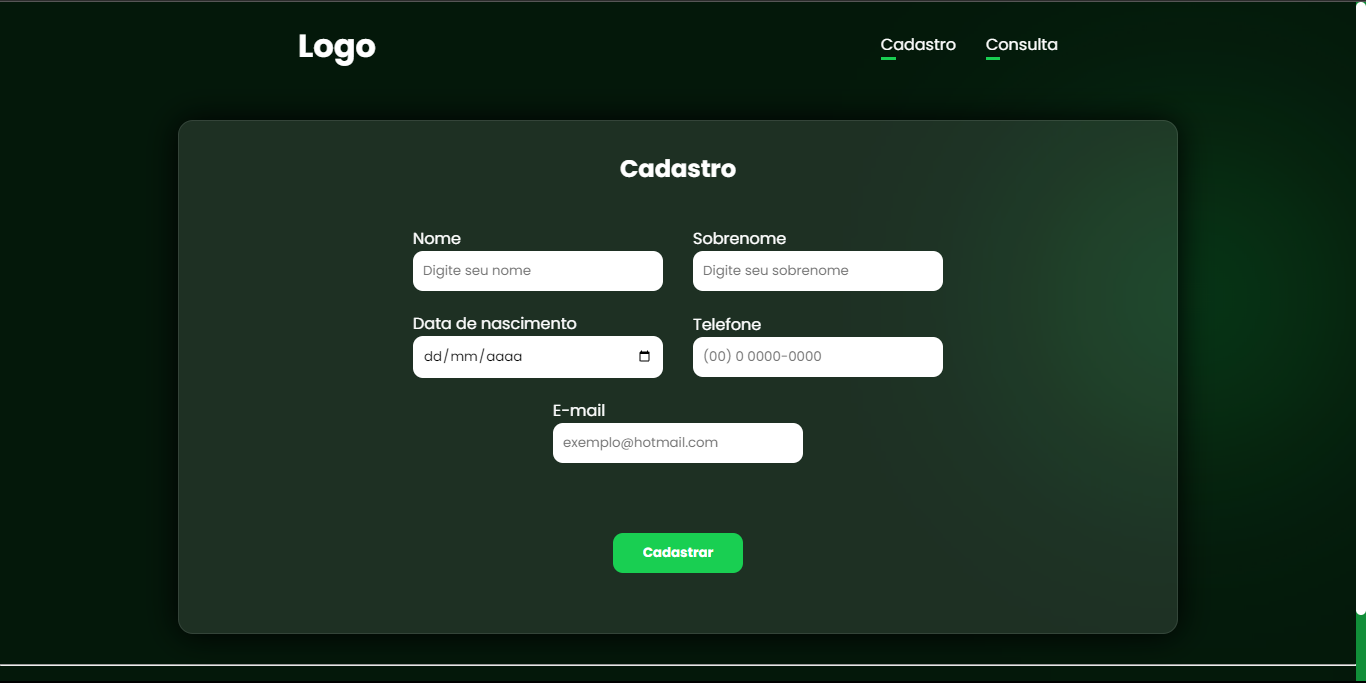 Logo
Cadastro Consulta
Cadastro
Nome Sobrenome
Digite seu nome Digite seu sobrenome
Data de nascimento Telefone
dd/mm/aaaa (00) 0 0000-0000
E-mail
exemplo@hotmail.com
Cadastrar